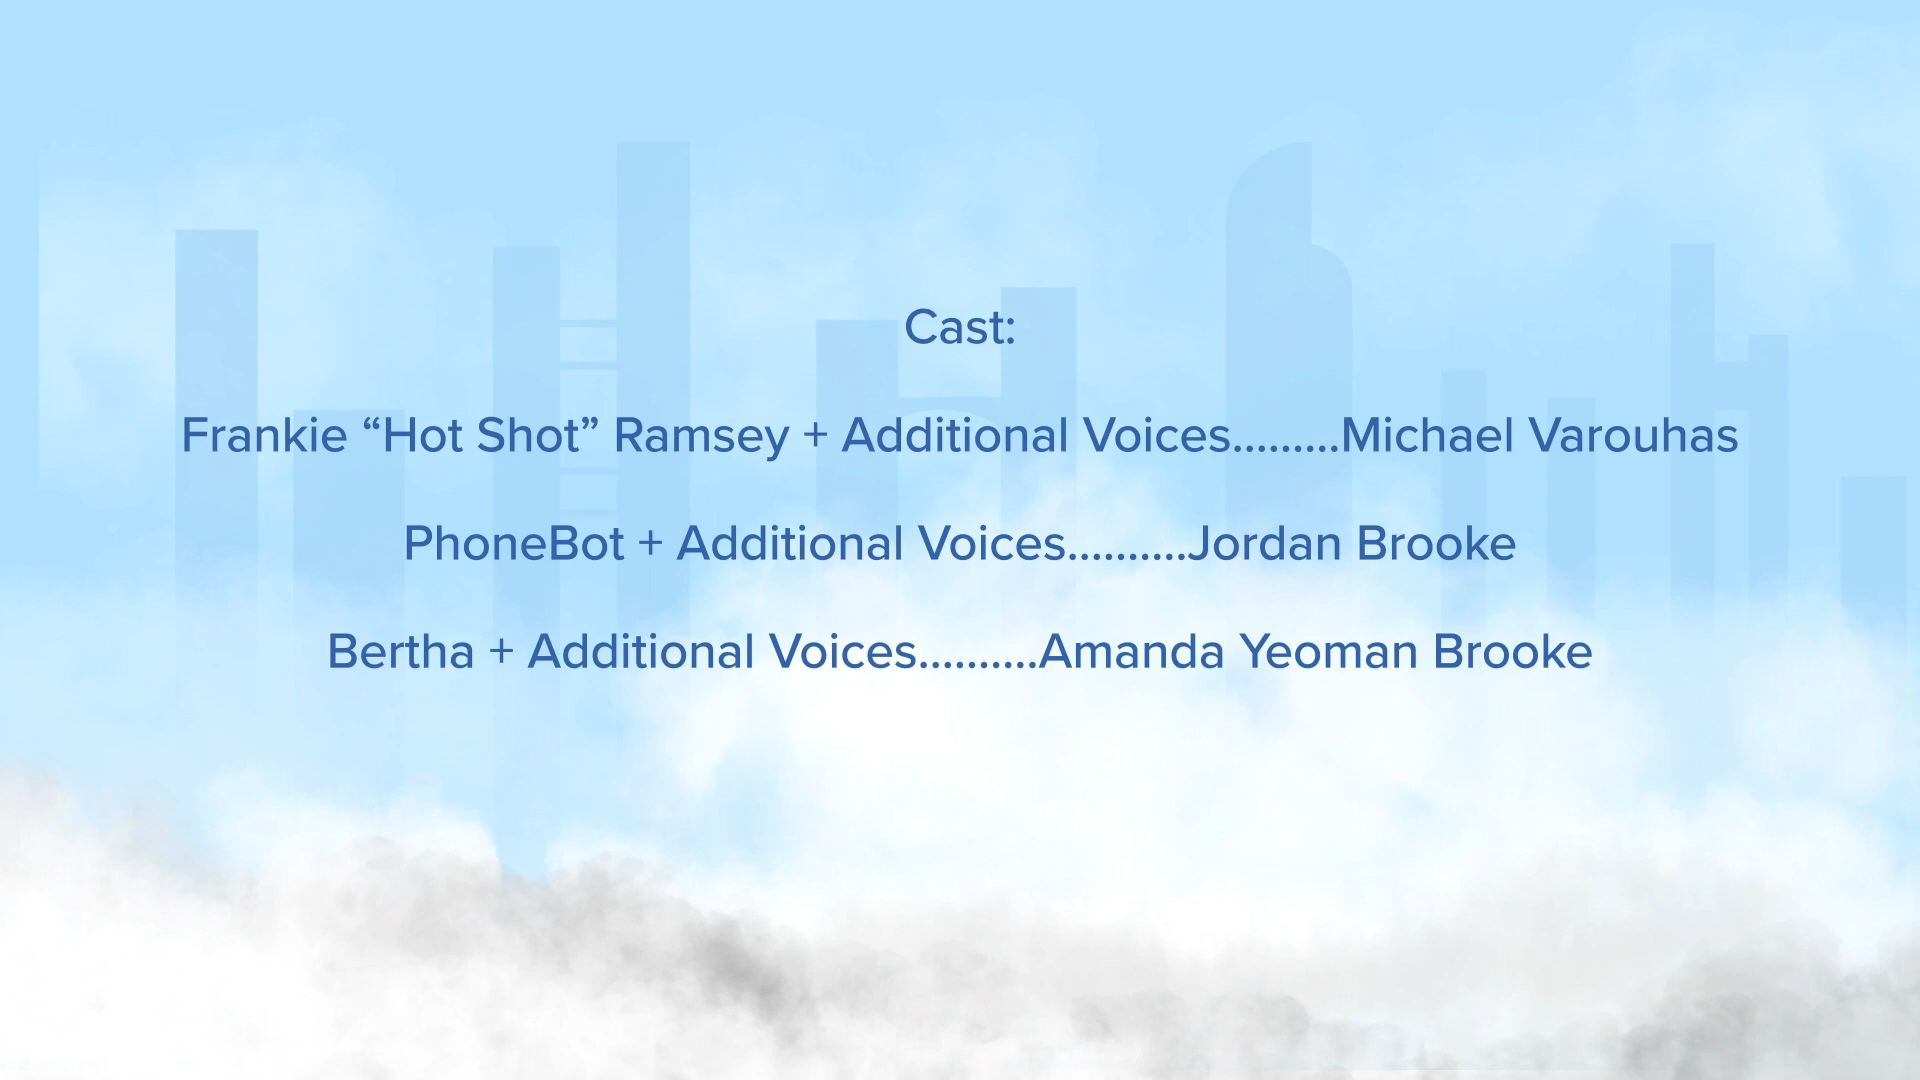 Cast:
Frankie “Hot Shot” Ramsey + Additional Voices.........Michael Varouhas
PhoneBot + Additional Voices..........Jordan Brooke
Bertha + Additional Voices..........Amanda Yeoman Brooke